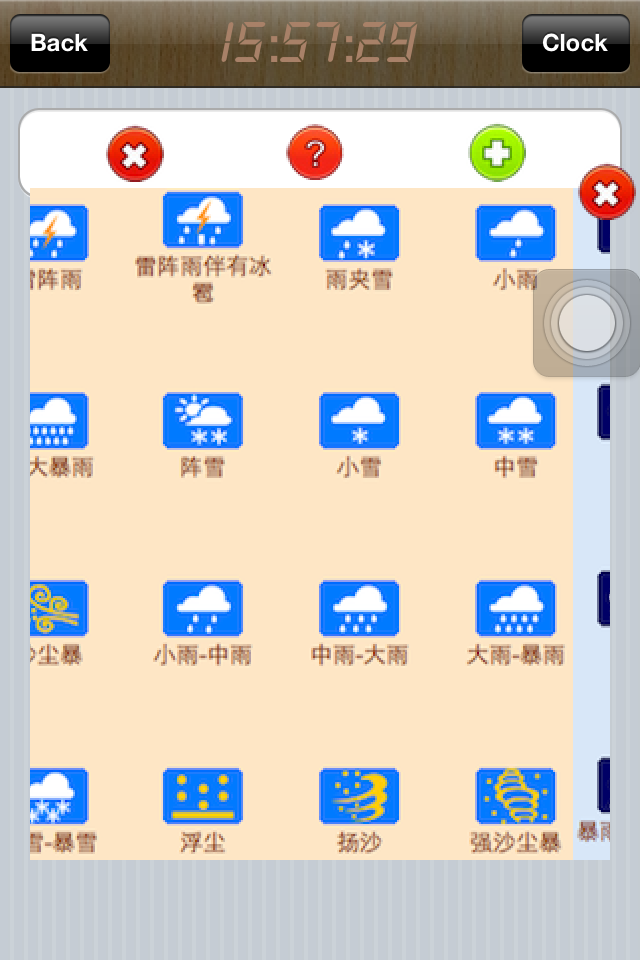 Back
15:57:29
Clock
?
雷阵雨
雷阵雨伴有冰
雹
雨夹雪
小雨
大暴雨
阵雪
小雪
中雪
尘暴
小雨-中雨
中雨-大雨
大雨-暴雨
雪-暴雪
浮尘
扬沙
强沙尘暴
暴雨